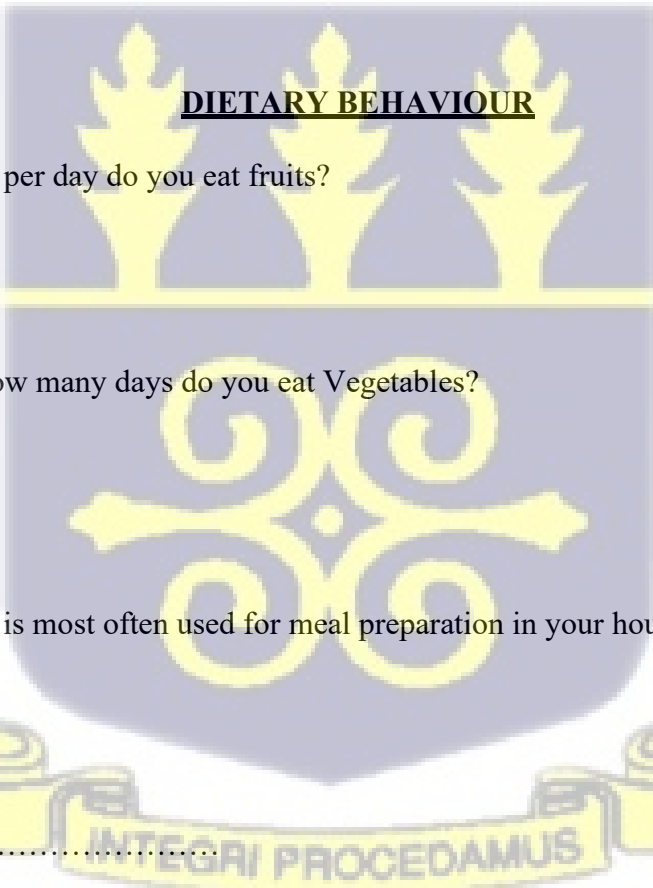 DIETARY BEHAVIOUR
per day do you eat fruits?
ow many days do you eat Vegetables?
is most often used for meal preparation in your hou
........................
INTEGRI PROCEDAMUS